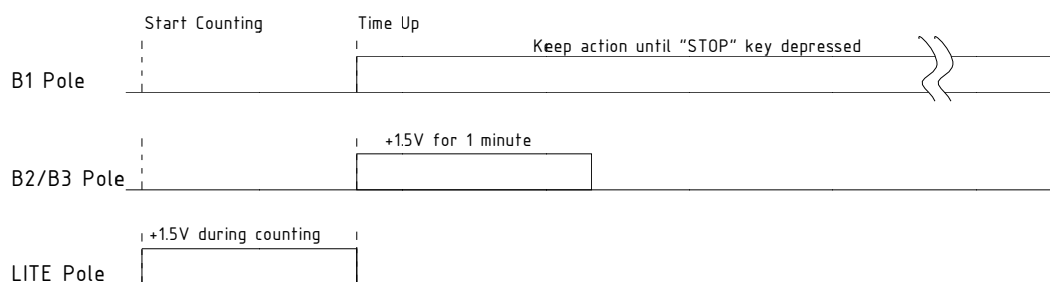 Start Counting Time Up
Keep action until "STOP" key depressed
B1 Pole
+1.5V for 1 minute
B2/B3 Pole
+1.5V during counting
LITE Pole